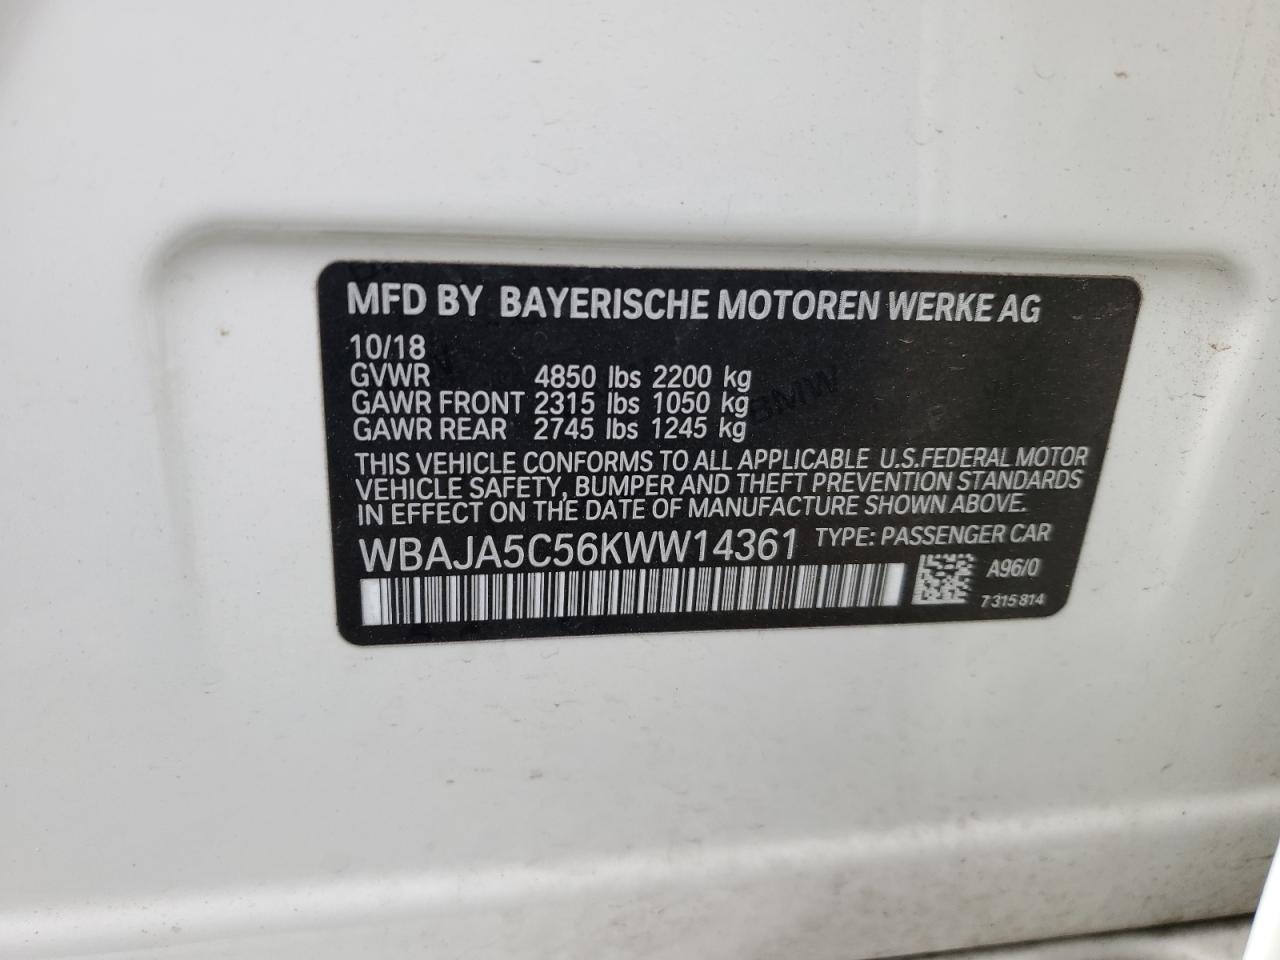 MFD BY BAYERISCHE MOTOREN WERKE AG
10/18
GVWR 4850 lbs 2200 kg
GAWR FRONT 2315 lbs 1050 kg
GAWR REAR 2745 lbs 1245 kg
THIS VEHICLE CONFORMS TO ALL APPLICABLE U.S.FEDERAL MOTOR
VEHICLE SAFETY, BUMPER AND THEFT PREVENTION STANDARDS
IN EFFECT ON THE DATE OF MANUFACTURE SHOWN ABOVE.
WBAJA5C56KWW14361 TYPE: PASSENGER CAR
A96/0
7 315 814
BMW